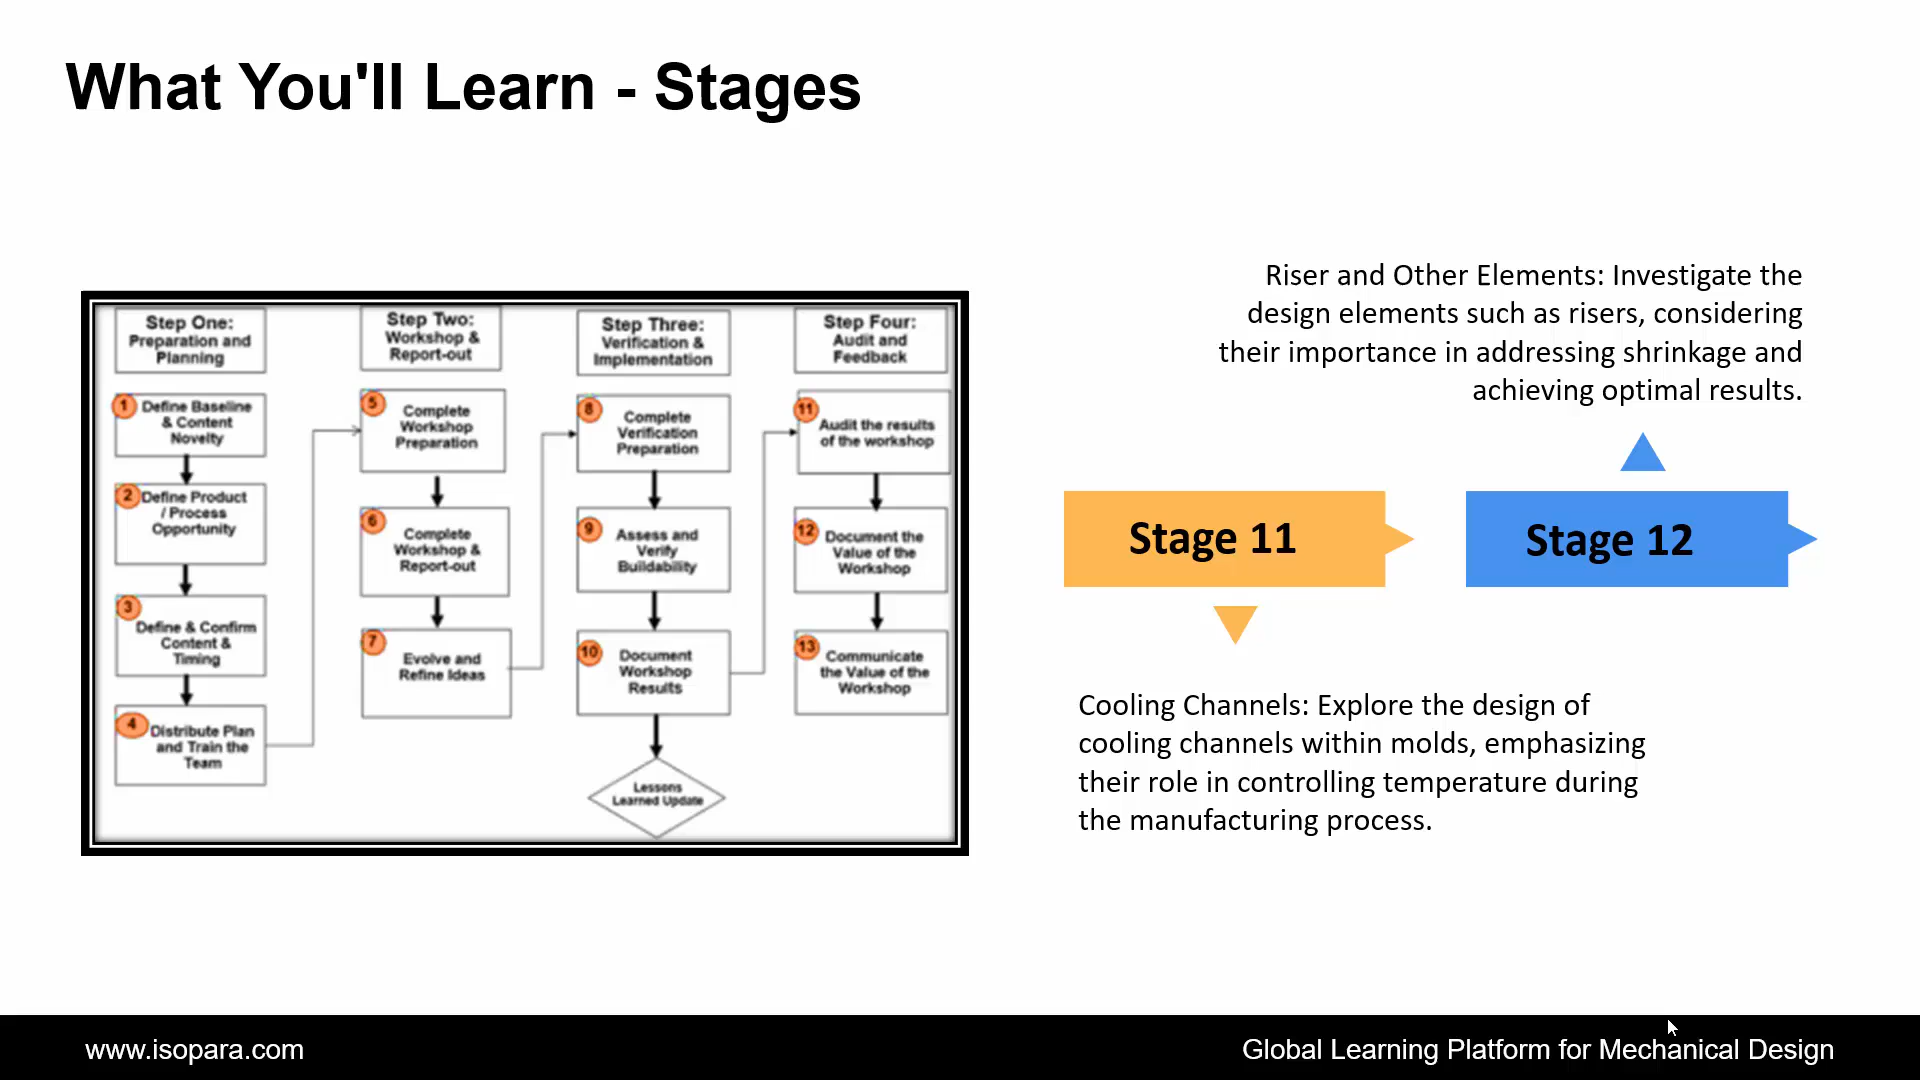 What You'll Learn - Stages
Step One:
Preparation and
Planning
1
Define Baseline
& Content
Novelty
2
Define Product
/ Process
Opportunity
3
Define & Confirm
Content &
Timing
4
Distribute Plan
and Train the
Team
Step Two:
Workshop &
Report-out
5
Complete
Workshop
Preparation
6
Complete
Workshop &
Report-out
7
Evolve and
Refine Ideas
Step Three:
Verification &
Implementation
8
Complete
Verification
Preparation
9
Assess and
Verify
Buildability
10
Document
Workshop
Results
Lessons
Learned Update
Step Four:
Audit and
Feedback
11
Audit the results
of the workshop
12
Document the
Value of the
Workshop
13
Communicate
the Value of the
Workshop
Riser and Other Elements: Investigate the
design elements such as risers, considering
their importance in addressing shrinkage and
achieving optimal results.
Stage 11
Stage 12
Cooling Channels: Explore the design of
cooling channels within molds, emphasizing
their role in controlling temperature during
the manufacturing process.
www.isopara.com
Global Learning Platform for Mechanical Design